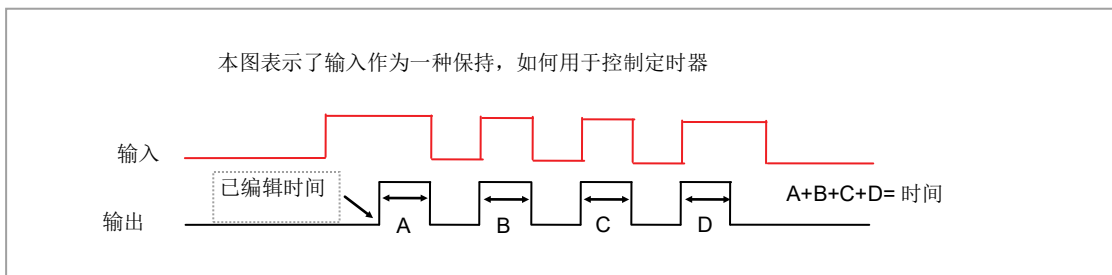 本图表示了输入作为一种保持，如何用于控制定时器
输入
已编辑时间
A+B+C+D= 时间
输出
A
B
C
D